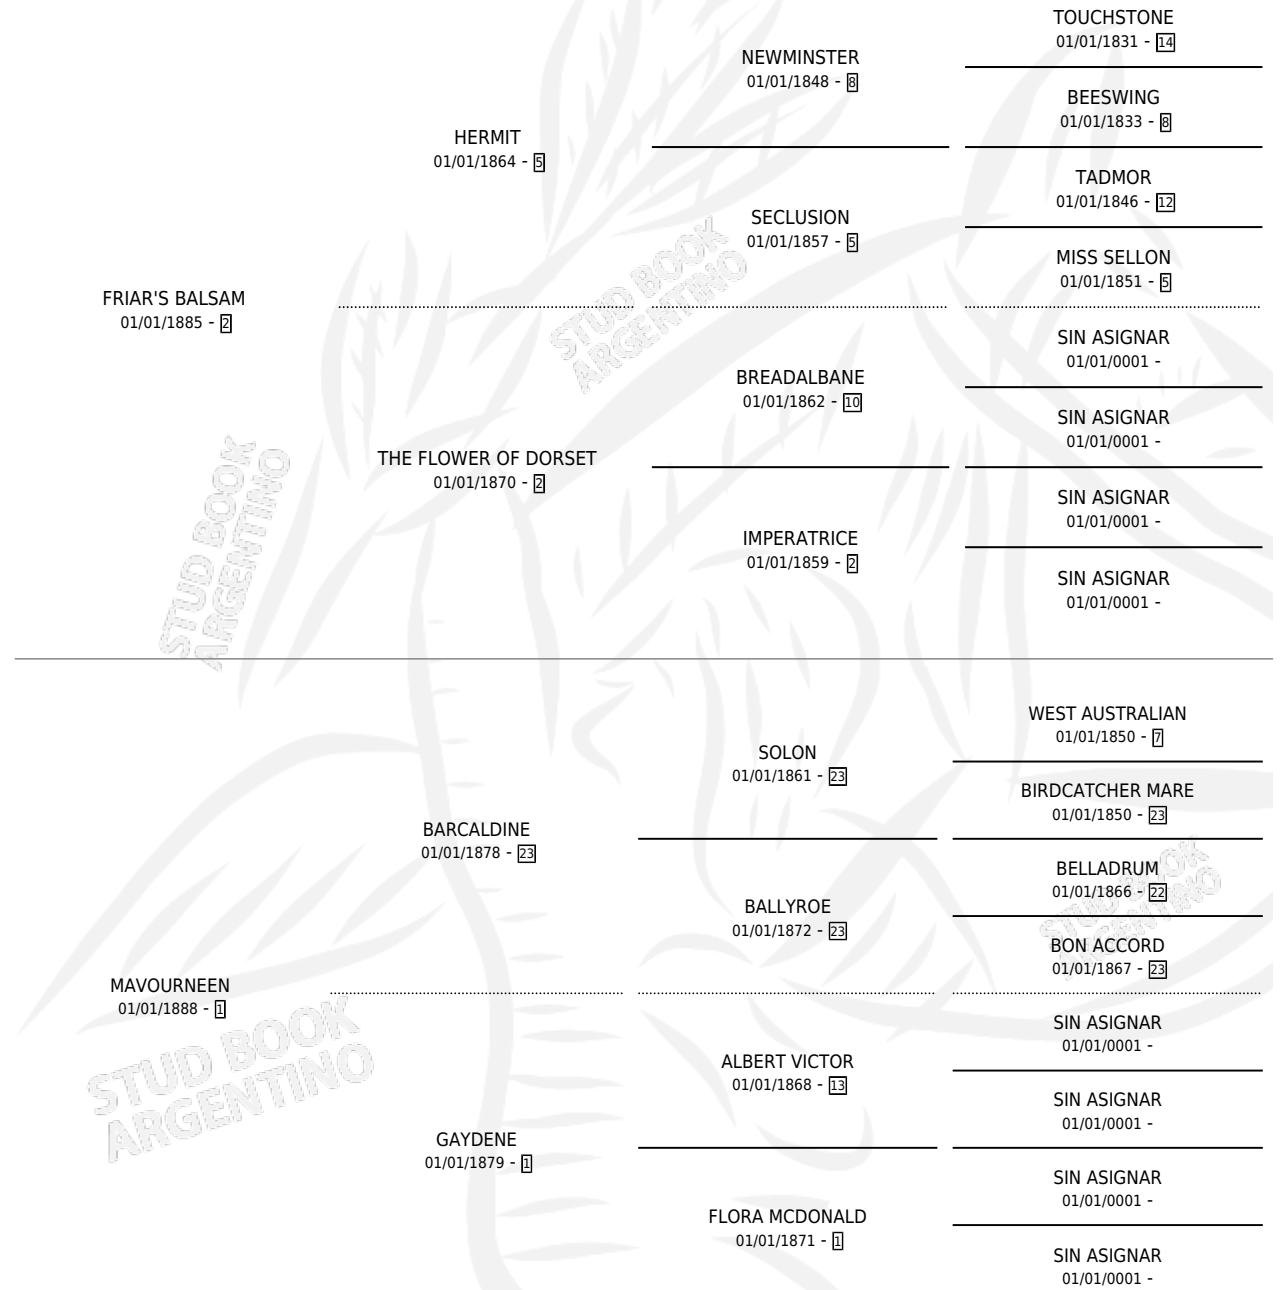 TOUCHSTONE
01/01/1831 - 14
NEWMINSTER
01/01/1848 - 8
BEESWING
01/01/1833 - 8
HERMIT
01/01/1864 - 5
TADMOR
01/01/1846 - 12
SECLUSION
01/01/1857 - 5
MISS SELLON
01/01/1851 - 5
FRIAR'S BALSAM
01/01/1885 - 2
SIN ASIGNAR
01/01/0001 -
BREADALBANE
01/01/1862 - 10
SIN ASIGNAR
01/01/0001 -
THE FLOWER OF DORSET
01/01/1870 - 2
SIN ASIGNAR
01/01/0001 -
IMPERATRICE
01/01/1859 - 2
SIN ASIGNAR
01/01/0001 -
STUD BOOK
ARGENTINO
STUD BOOK
ARGENTINO
WEST AUSTRALIAN
01/01/1850 - 7
SOLON
01/01/1861 - 23
BIRDCATCHER MARE
01/01/1850 - 23
BARCALDINE
01/01/1878 - 23
BELLADRUM
01/01/1866 - 22
BALLYROE
01/01/1872 - 23
BON ACCORD
01/01/1867 - 23
STUD BOOK
ARGENTINO
MAVOURNEEN
01/01/1888 - 1
SIN ASIGNAR
01/01/0001 -
ALBERT VICTOR
01/01/1868 - 13
SIN ASIGNAR
01/01/0001 -
STUD BOOK
ARGENTINO
GAYDENE
01/01/1879 - 1
SIN ASIGNAR
01/01/0001 -
FLORA MCDONALD
01/01/1871 - 1
SIN ASIGNAR
01/01/0001 -